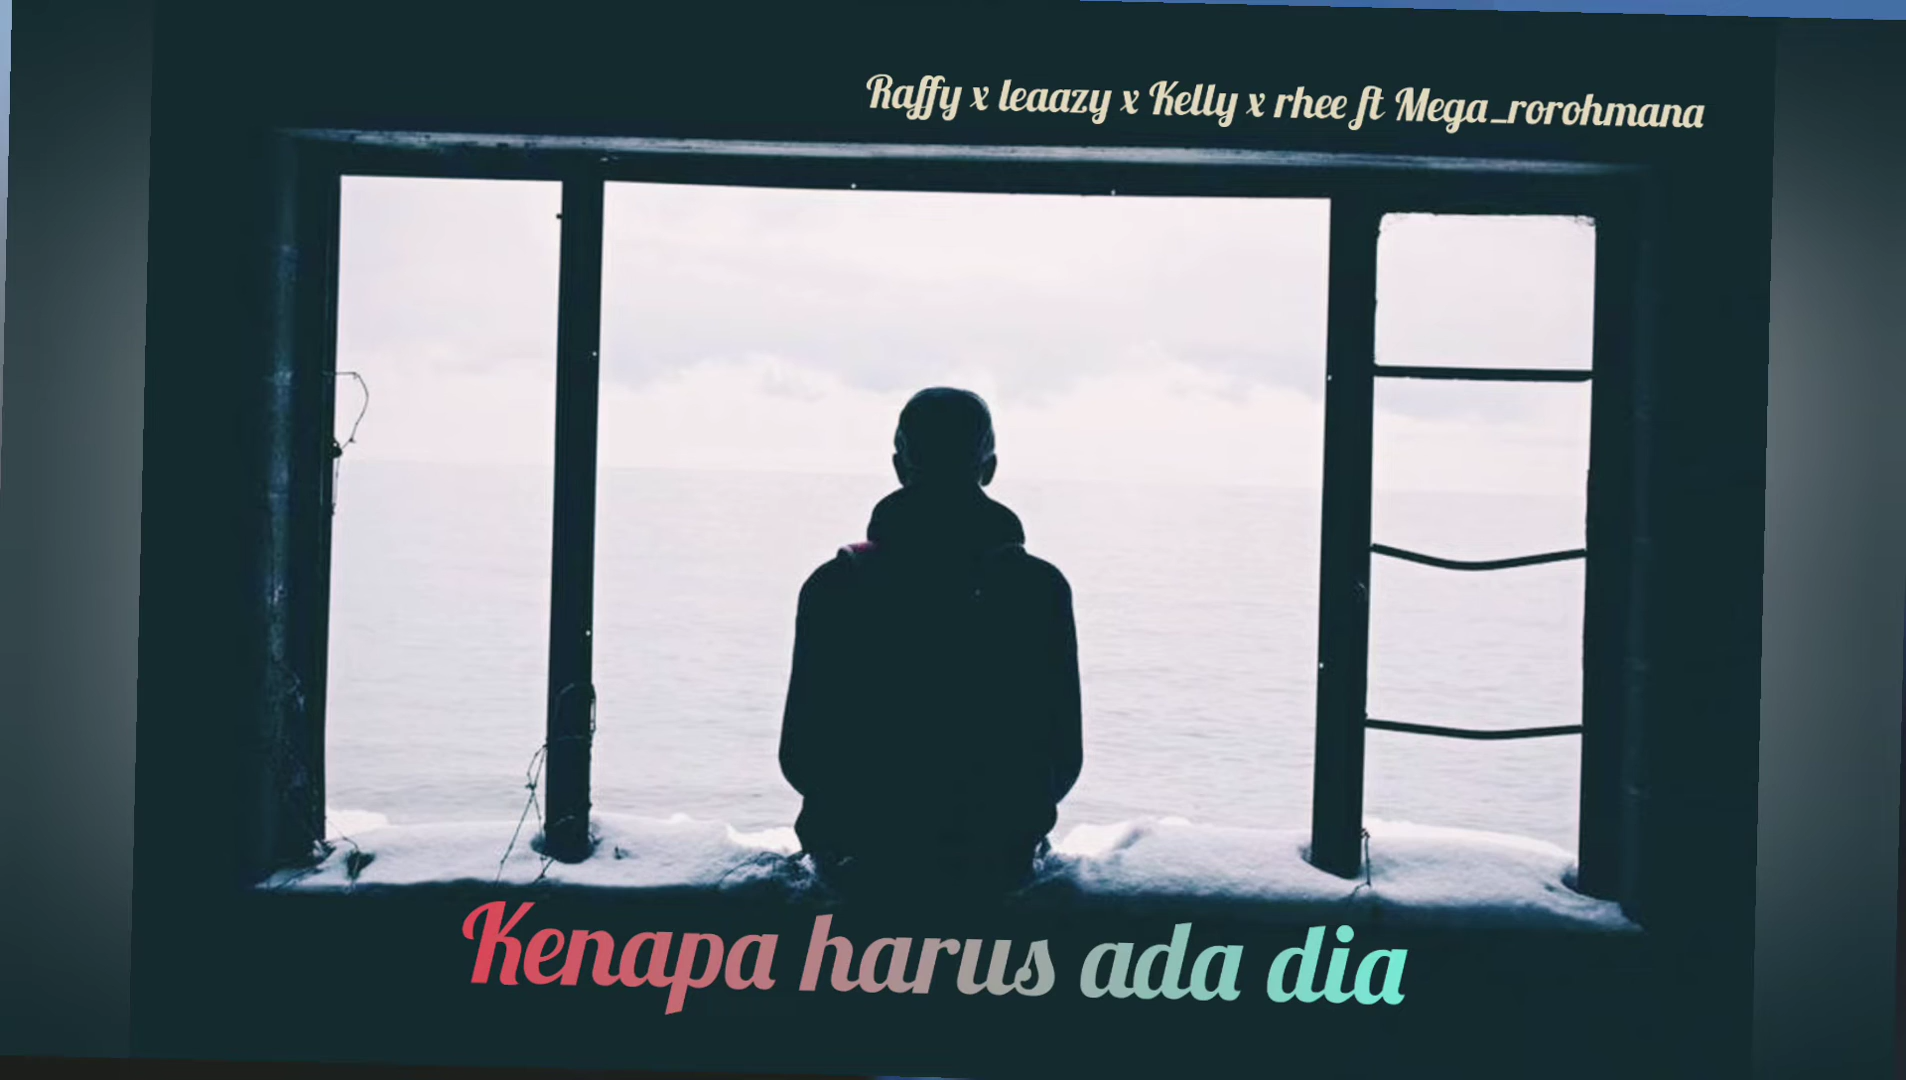 Raffy x leaazy x Kelly x rhee ft Mega_rorohmana
Kenapa harus ada dia